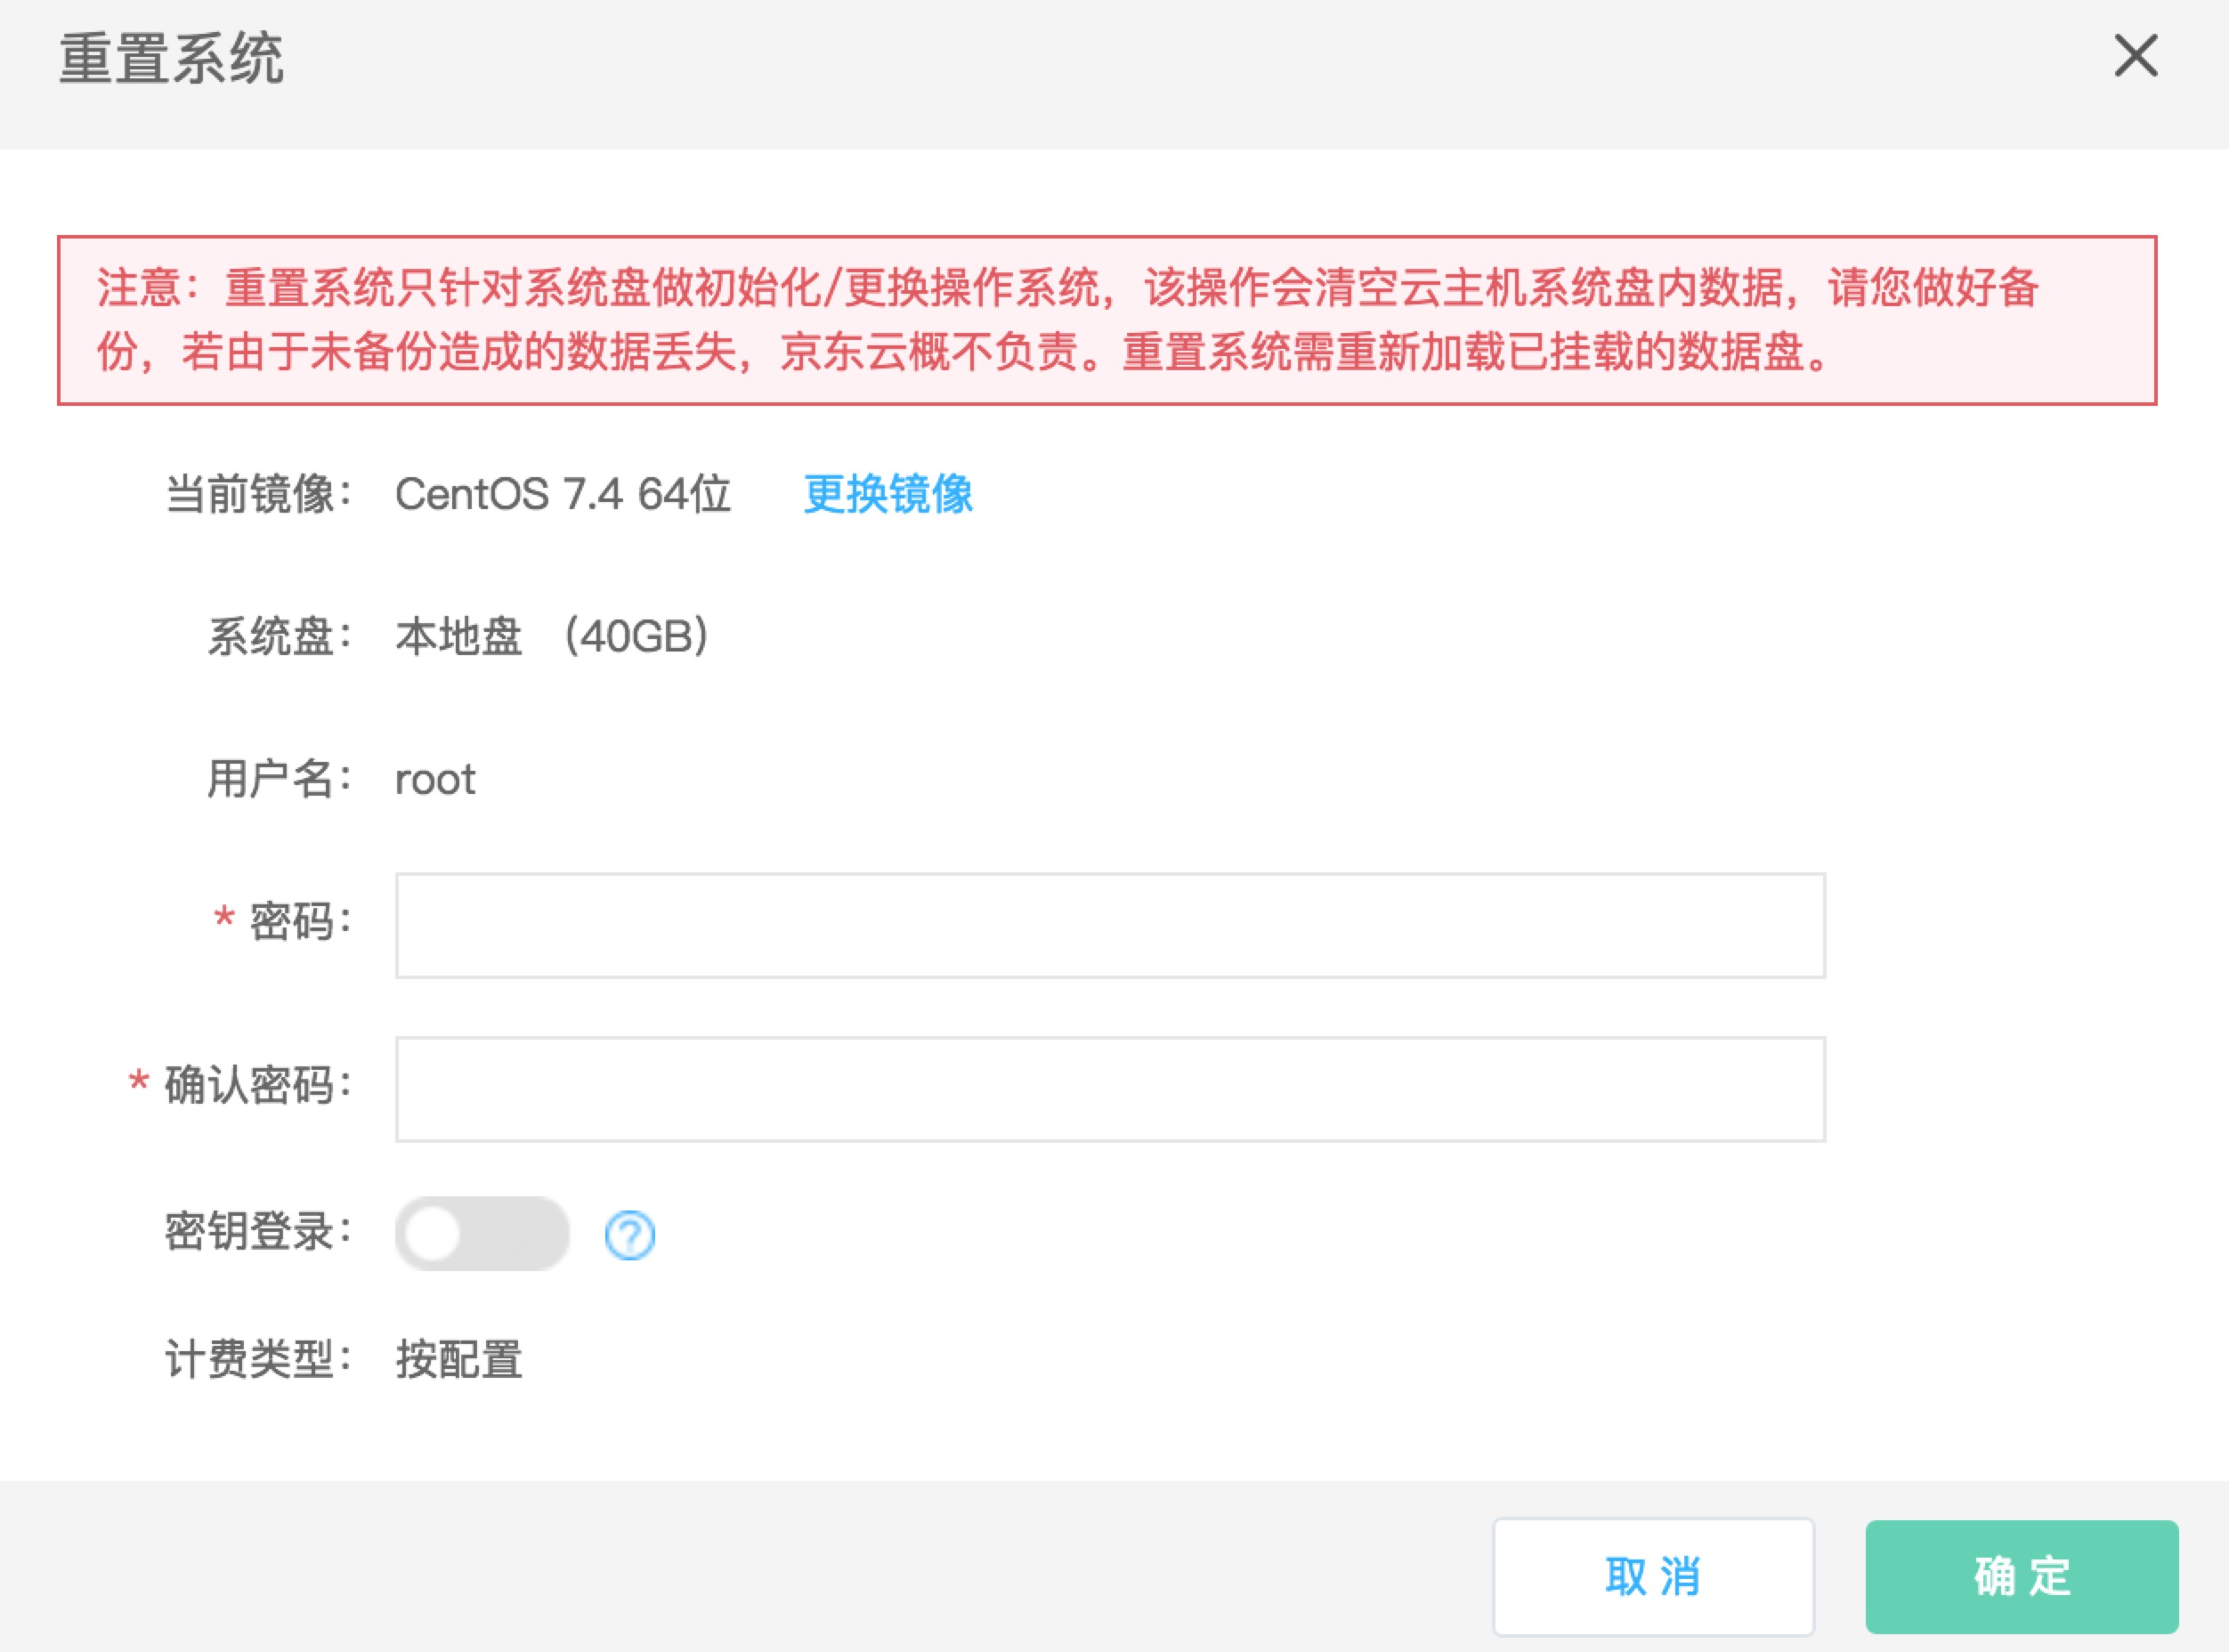 重置系统
注意：重置系统只针对系统盘做初始化/更换操作系统，该操作会清空云主机系统盘内数据，请您做好备
份，若由于未备份造成的数据丢失，京东云概不负责。重置系统需重新加载已挂载的数据盘。
当前镜像： CentOS 7.4 64位 更换镜像
系统盘： 本地盘 （40GB）
用户名： root
* 密码：
* 确认密码：
密钥登录： ?
计费类型： 按配置
取消 确定